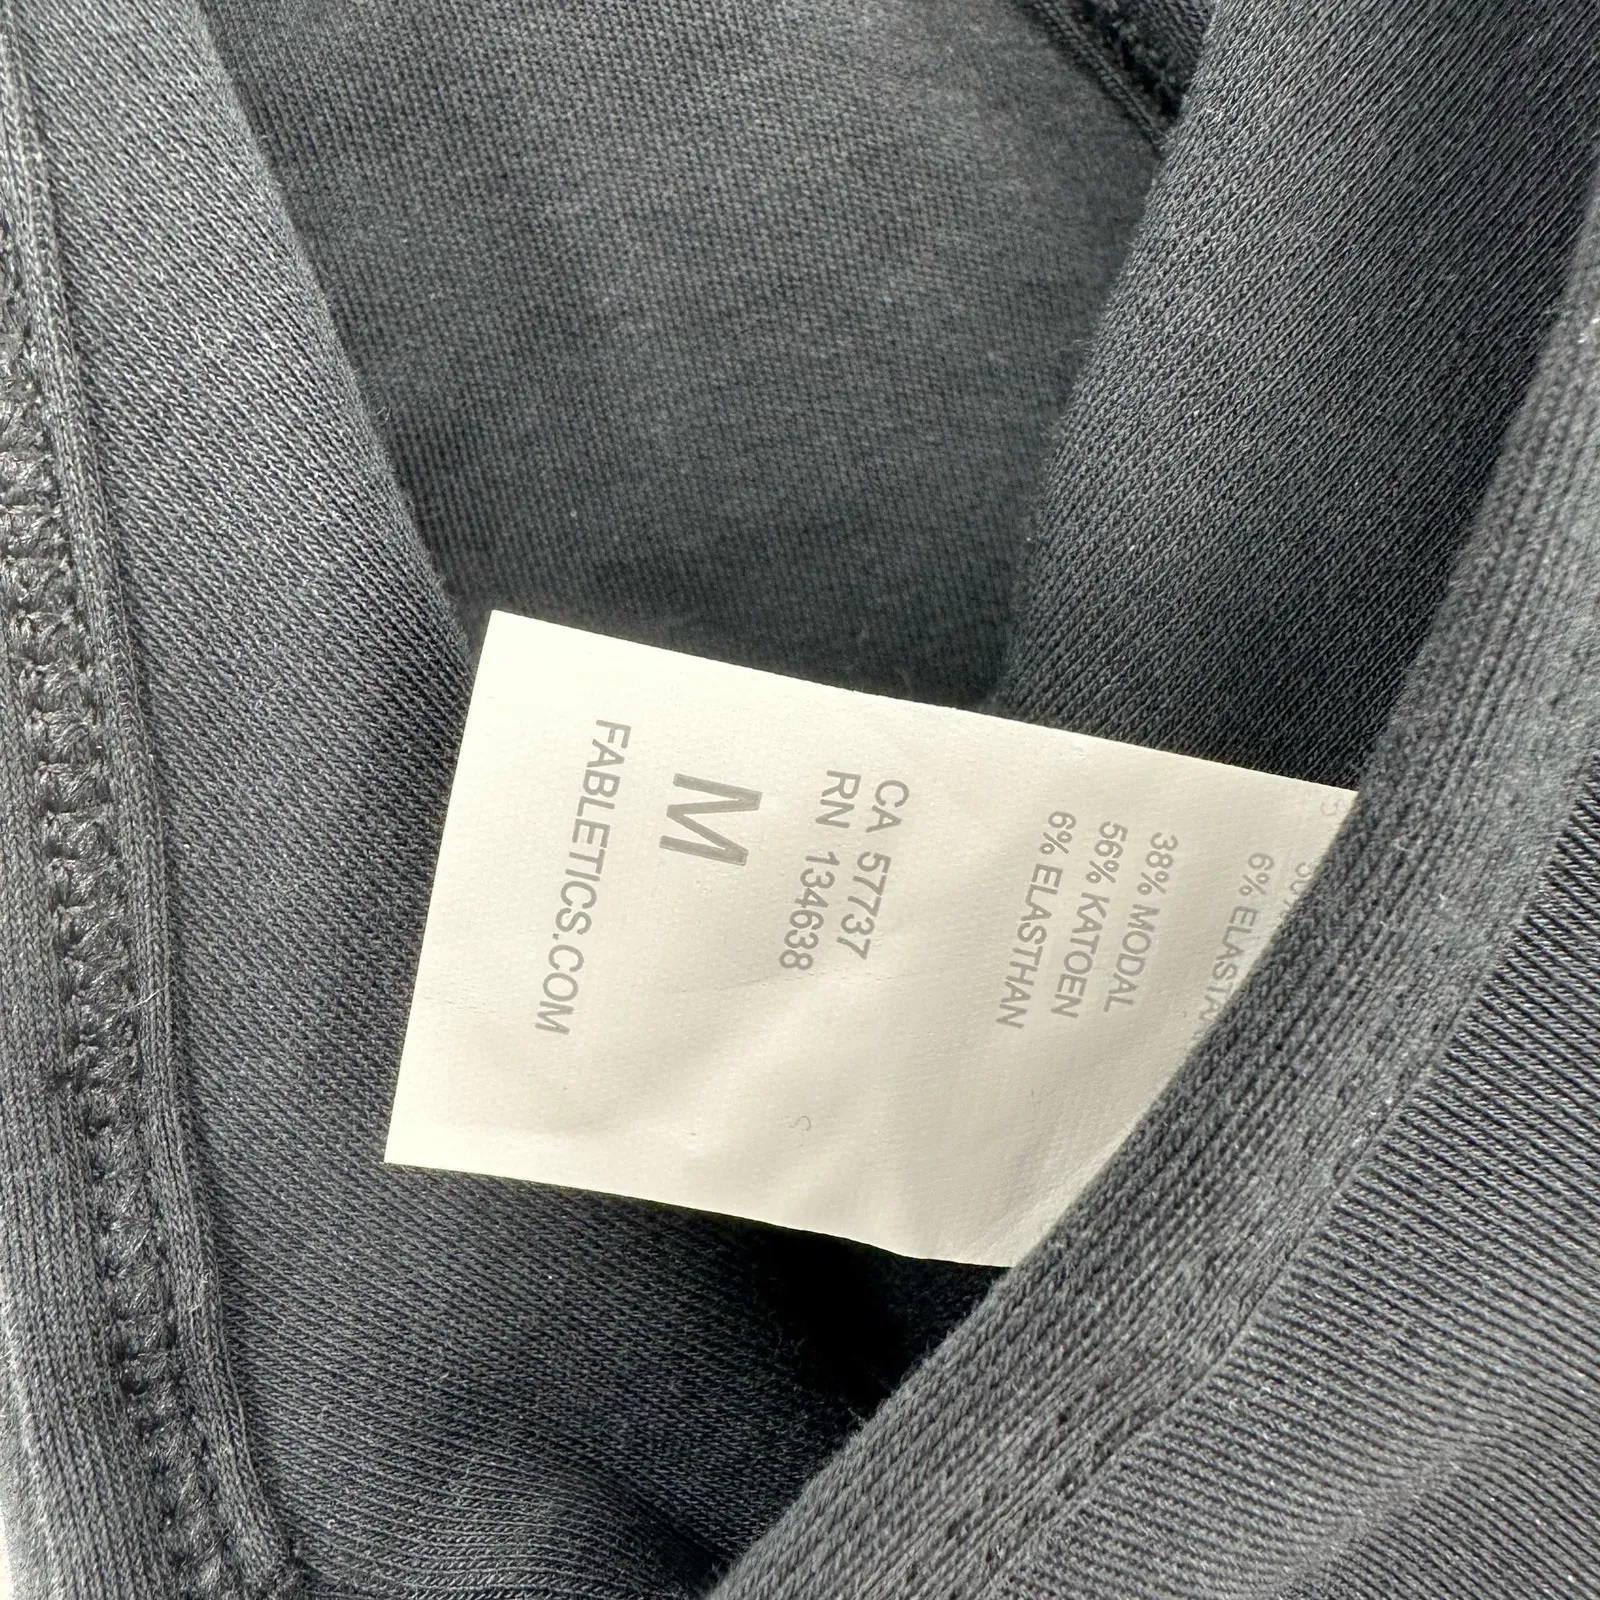 6% ELASTAN
38% MODAL
56% KATOEN
6% ELASTHAN
CA 57737
RN 134638
M
FABLETICS.COM